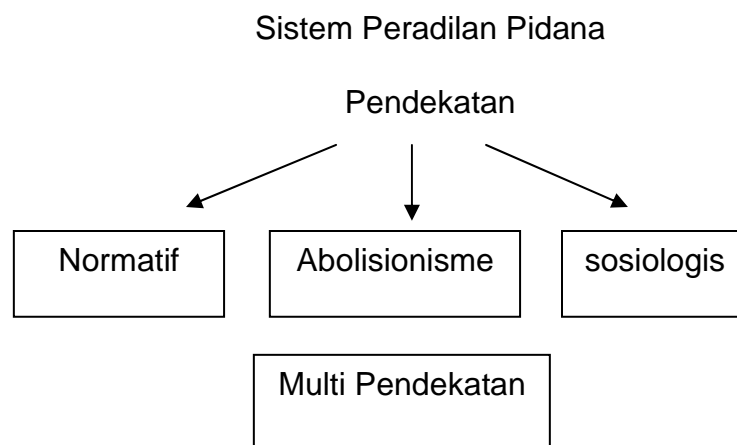 Sistem Peradilan Pidana
Pendekatan
Normatif
Abolisionisme
sosiologis
Multi Pendekatan